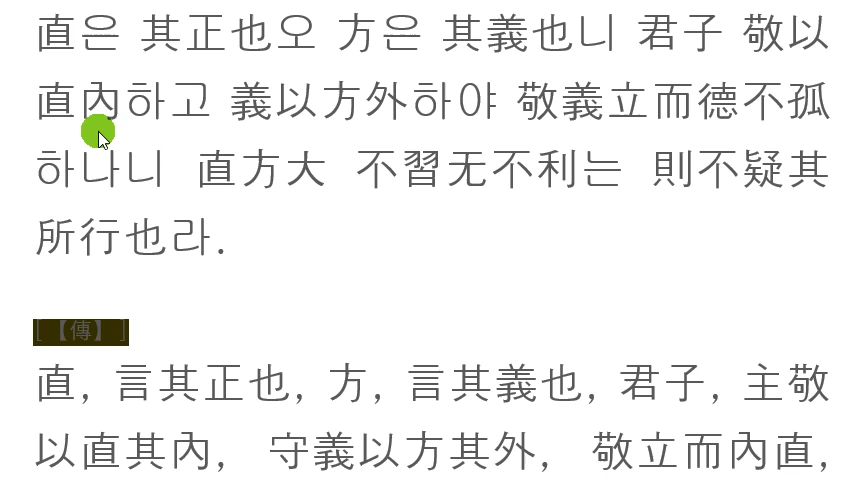 直은 其正也오 方은 其義也니 君子 敬以
直內하고 義以方外하야 敬義立而德不孤
하나니 直方大 不習无不利는 則不疑其
所行也라.
[【傳】]
直, 言其正也, 方, 言其義也, 君子, 主敬
以直其內, 守義以方其外, 敬立而內直,